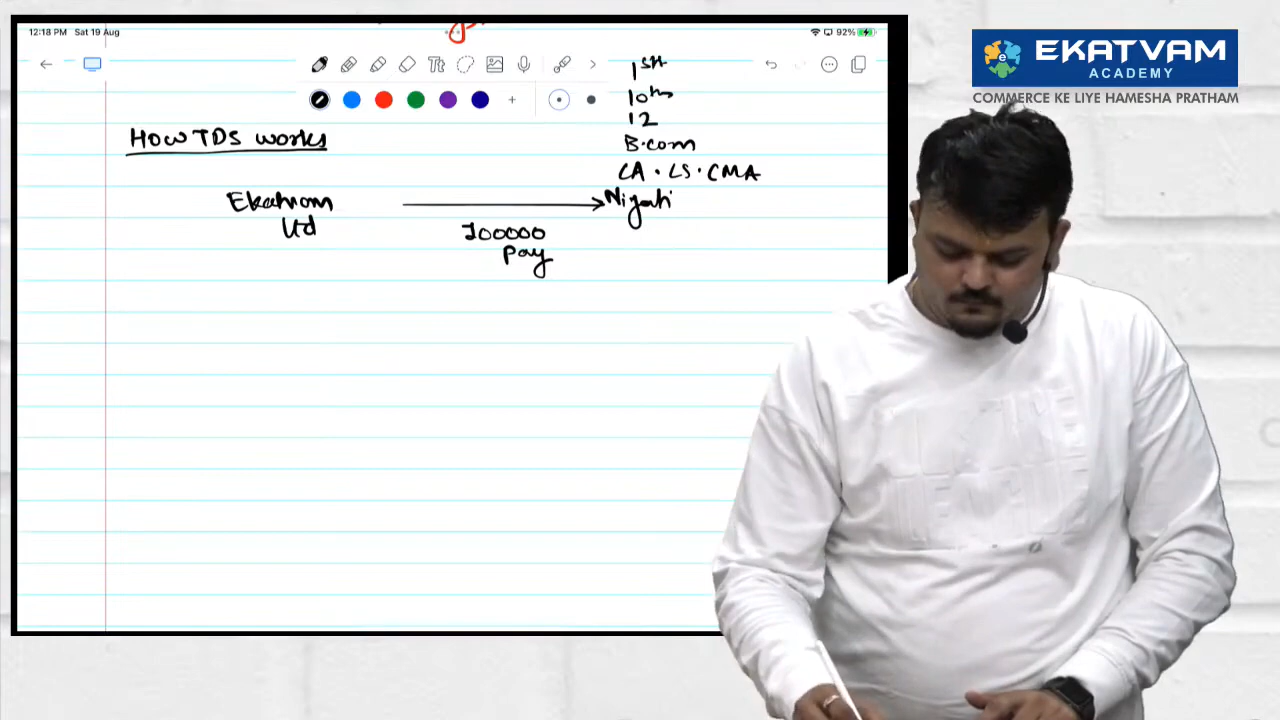 12:18 PM Sat 19 Aug
92%
EKATVAM
ACADEMY
COMMERCE KE LIYE HAMESHA PRATHAM
1st
10th
12
How TDS works
B.com
CA . CS . CMA
Ekatvam
Ltd
Niyati
100000
Pay